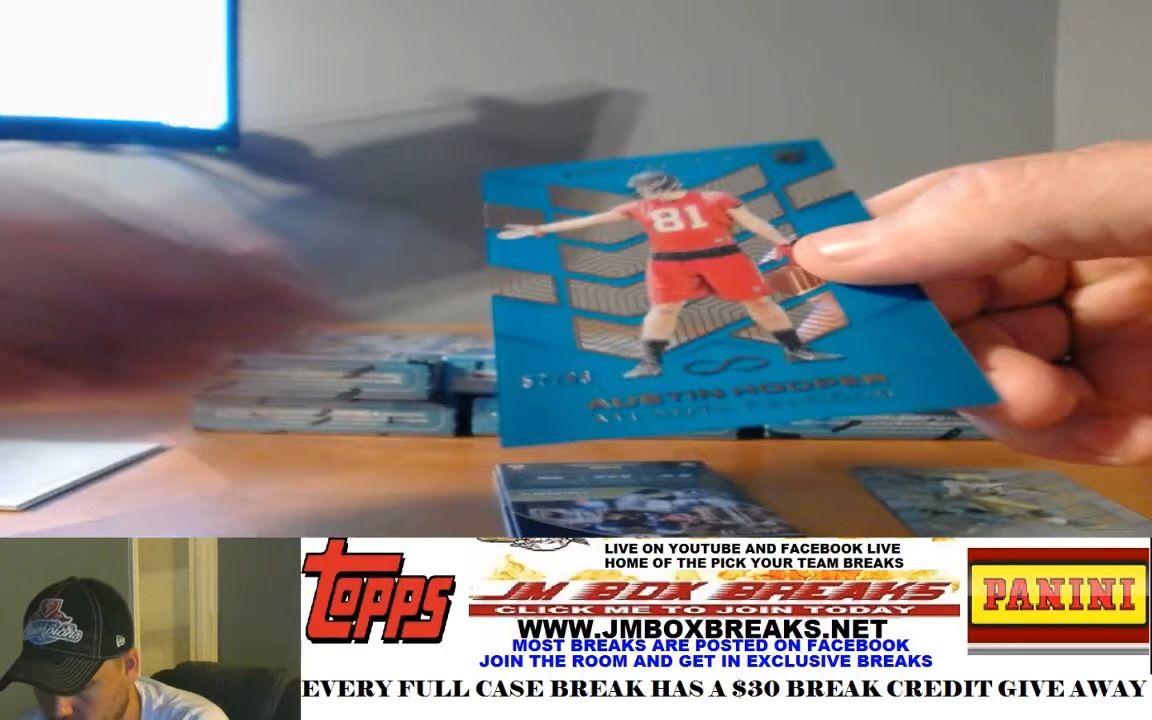 81
AUSTIN HOOPER
TOPPS
LIVE ON YOUTUBE AND FACEBOOK LIVE
HOME OF THE PICK YOUR TEAM BREAKS
JM BOX BREAKS
CLICK ME TO JOIN TODAY
WWW.JMBOXBREAKS.NET
MOST BREAKS ARE POSTED ON FACEBOOK
JOIN THE ROOM AND GET IN EXCLUSIVE BREAKS
PANINI
EVERY FULL CASE BREAK HAS A $30 BREAK CREDIT GIVE AWAY